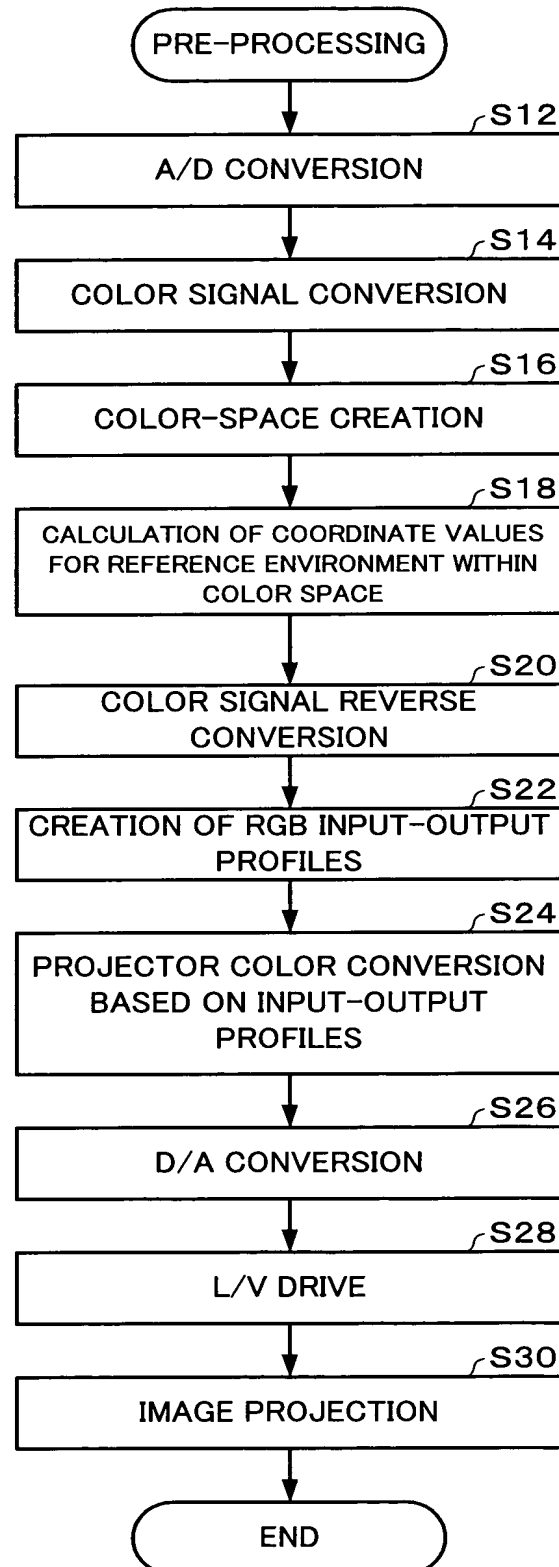 PRE-PROCESSING
S12
A/D CONVERSION
S14
COLOR SIGNAL CONVERSION
S16
COLOR-SPACE CREATION
S18
CALCULATION OF COORDINATE VALUES
FOR REFERENCE ENVIRONMENT WITHIN
COLOR SPACE
S20
COLOR SIGNAL REVERSE
CONVERSION
S22
CREATION OF RGB INPUT-OUTPUT
PROFILES
S24
PROJECTOR COLOR CONVERSION
BASED ON INPUT-OUTPUT
PROFILES
S26
D/A CONVERSION
S28
L/V DRIVE
S30
IMAGE PROJECTION
END